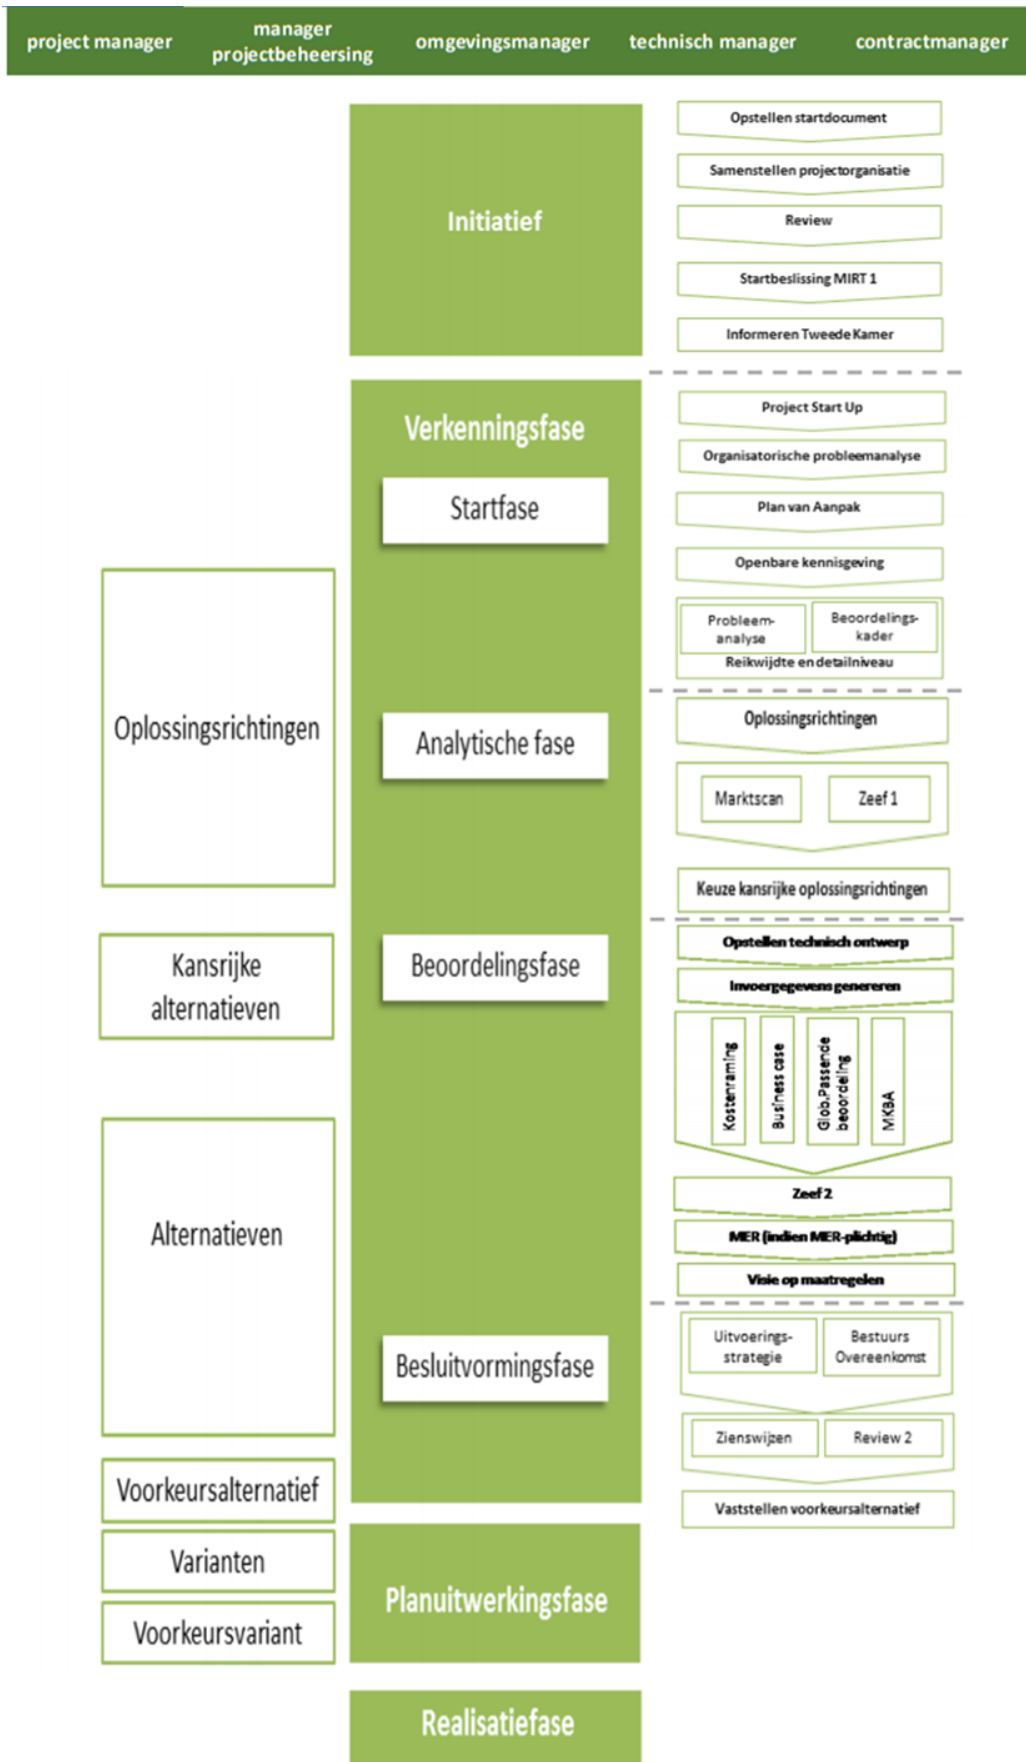 project manager
manager
projectbeheersing
omgevingsmanager
technisch manager
contractmanager
Initiatief
Opstellen startdocument
Samenstellen projectorganisatie
Review
Startbeslissing MIRT 1
Informeren Tweede Kamer
Verkenningsfase
Startfase
Project Start Up
Organisatorische probleemanalyse
Plan van Aanpak
Openbare kennisgeving
Probleem-
analyse
Beoordelings-
kader
Reikwijdte en detailniveau
Oplossingsrichtingen
Analytische fase
Oplossingsrichtingen
Marktscan
Zeef 1
Keuze kansrijke oplossingsrichtingen
Kansrijke
alternatieven
Beoordelingsfase
Opstellen technisch ontwerp
Invoergegevens genereren
Kostenraming
Business case
Glob.Passende
beoordeling
MKBA
Alternatieven
Zeef 2
MER (indien MER-plichtig)
Visie op maatregelen
Besluitvormingsfase
Uitvoerings-
strategie
Bestuurs
Overeenkomst
Zienswijzen
Review 2
Vaststellen voorkeursalternatief
Voorkeursalternatief
Varianten
Voorkeursvariant
Planuitwerkingsfase
Realisatiefase